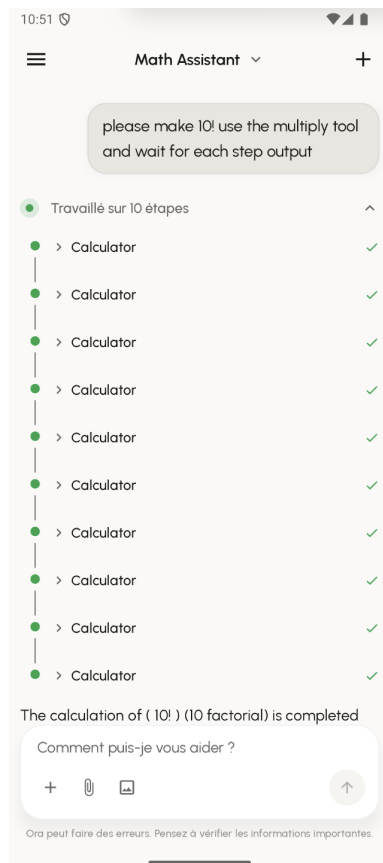 10:51
Math Assistant
please make 10! use the multiply tool
and wait for each step output
Travaillé sur 10 étapes
Calculator
Calculator
Calculator
Calculator
Calculator
Calculator
Calculator
Calculator
Calculator
Calculator
The calculation of ( 10! ) (10 factorial) is completed
Comment puis-je vous aider ?
Ora peut faire des erreurs. Pensez à vérifier les informations importantes.